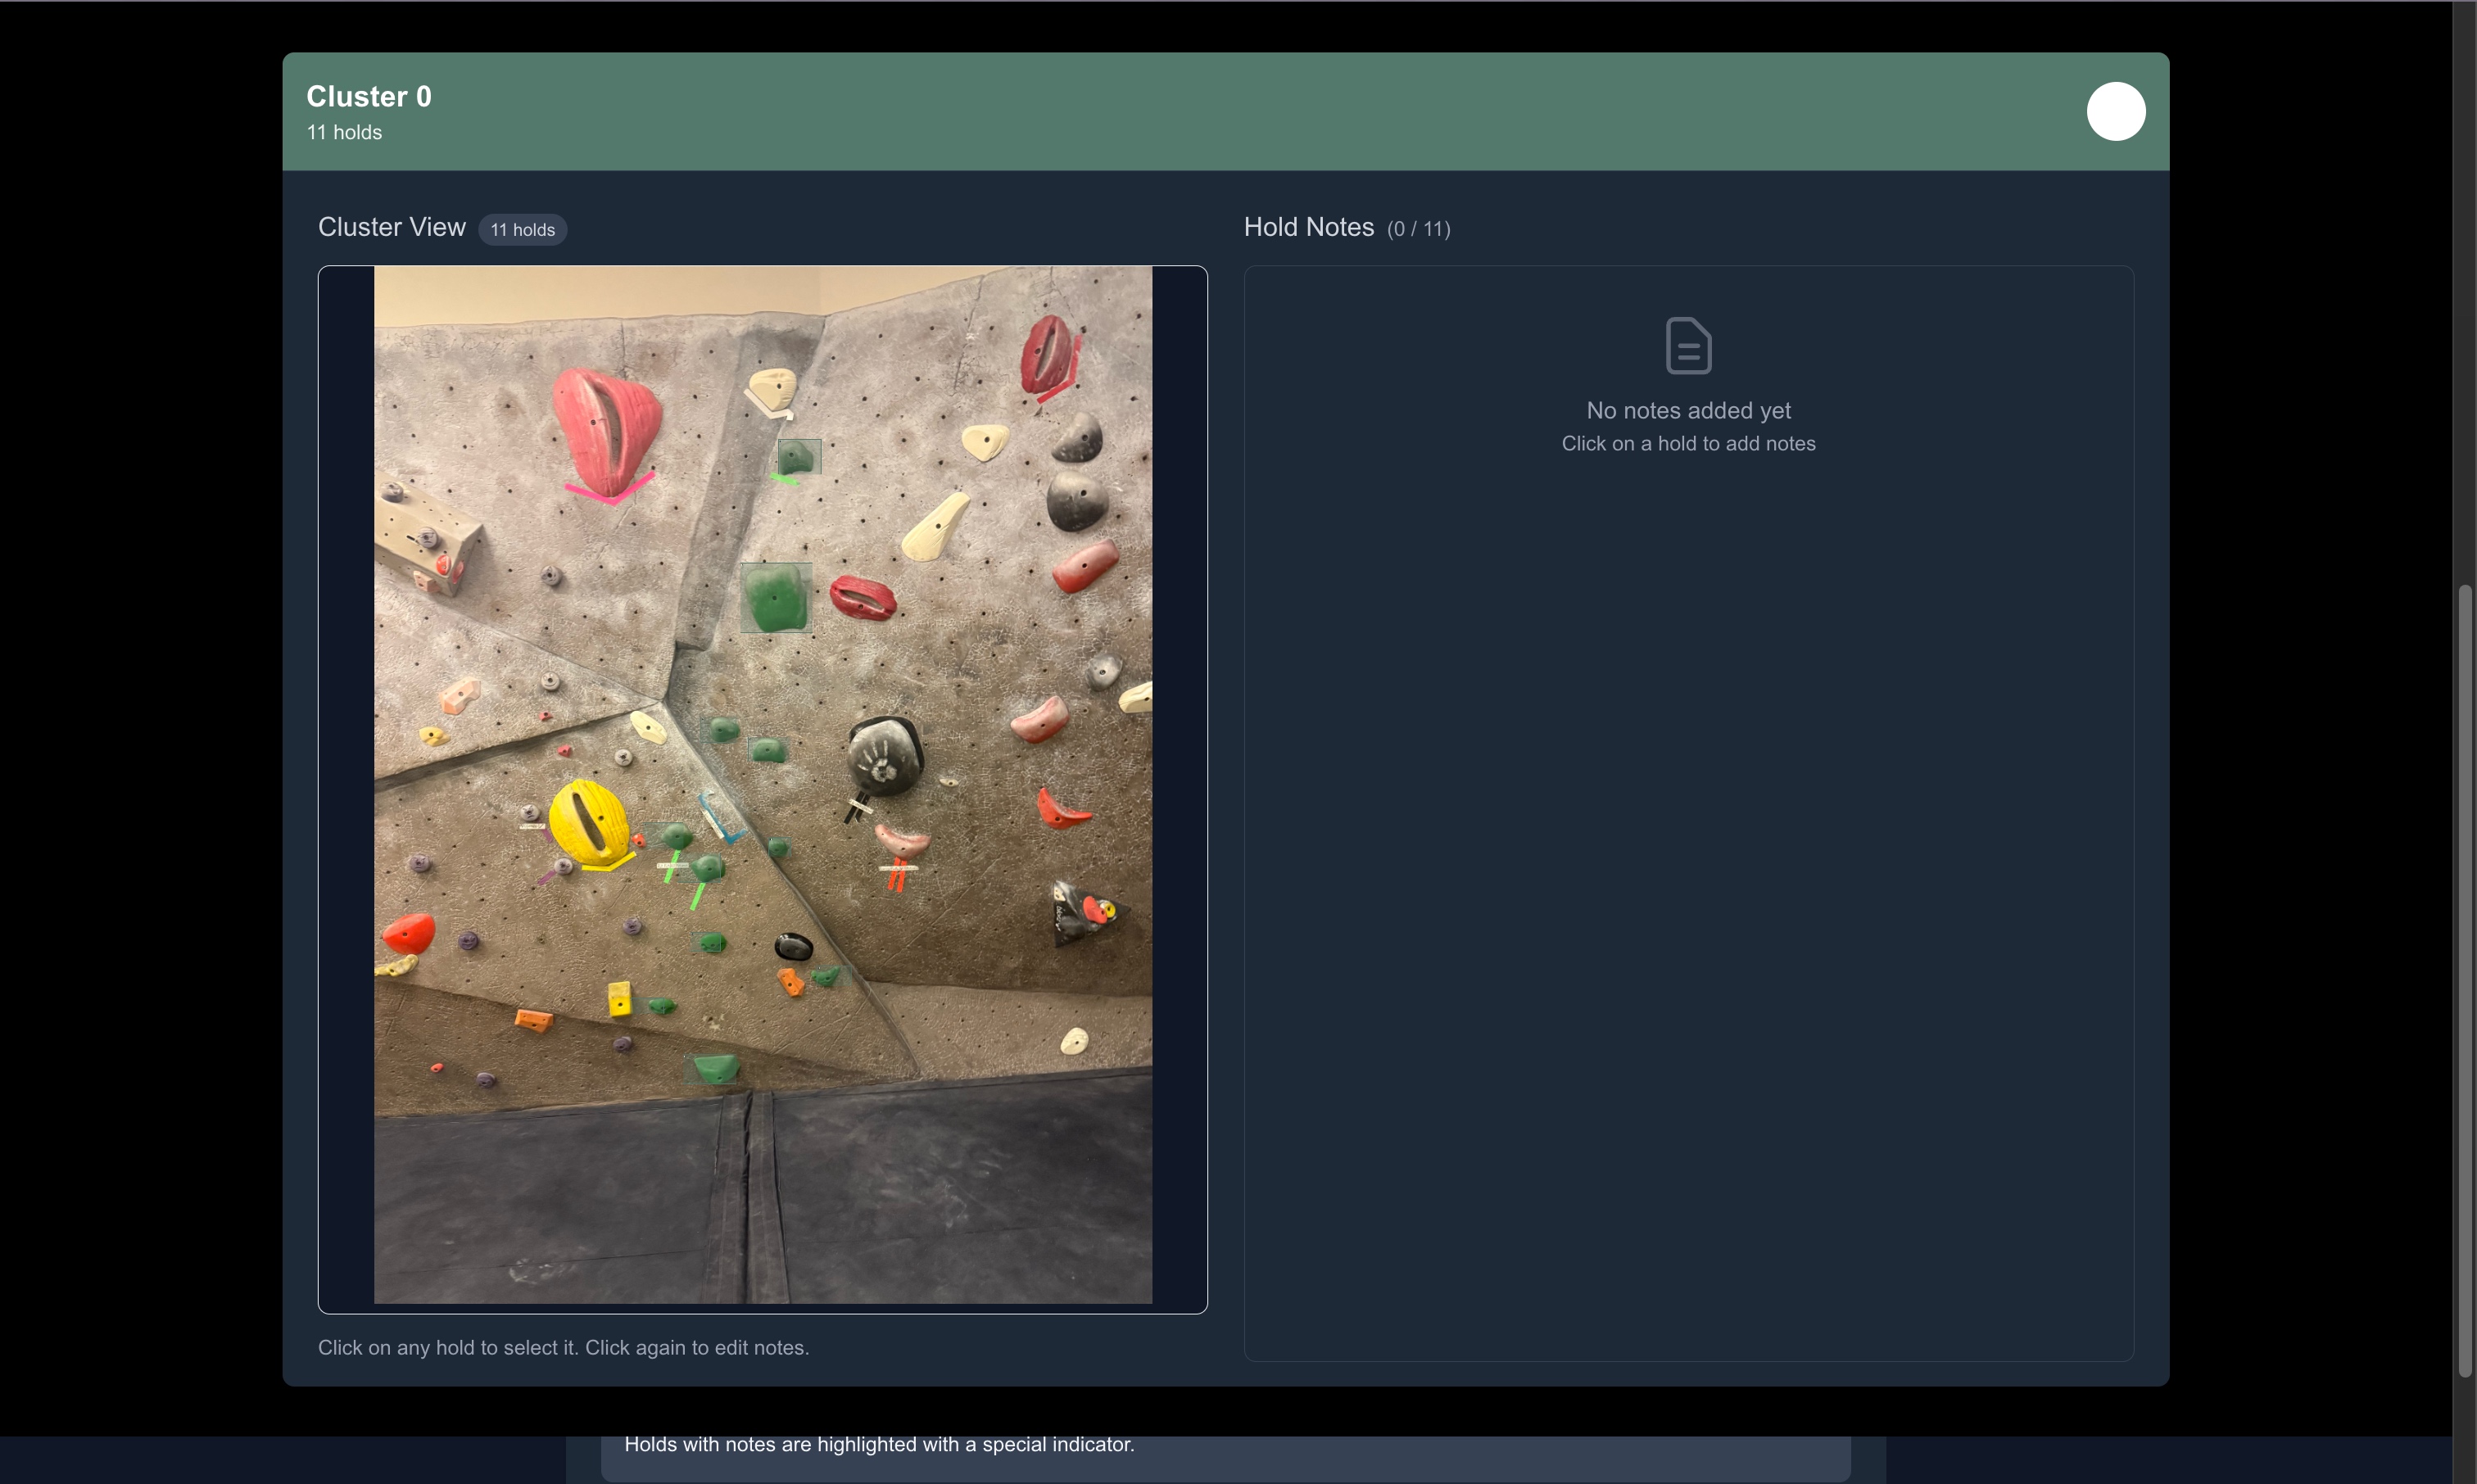 Cluster 0
11 holds
Cluster View 11 holds
Hold Notes (0 / 11)
No notes added yet
Click on a hold to add notes
Click on any hold to select it. Click again to edit notes.
Holds with notes are highlighted with a special indicator.